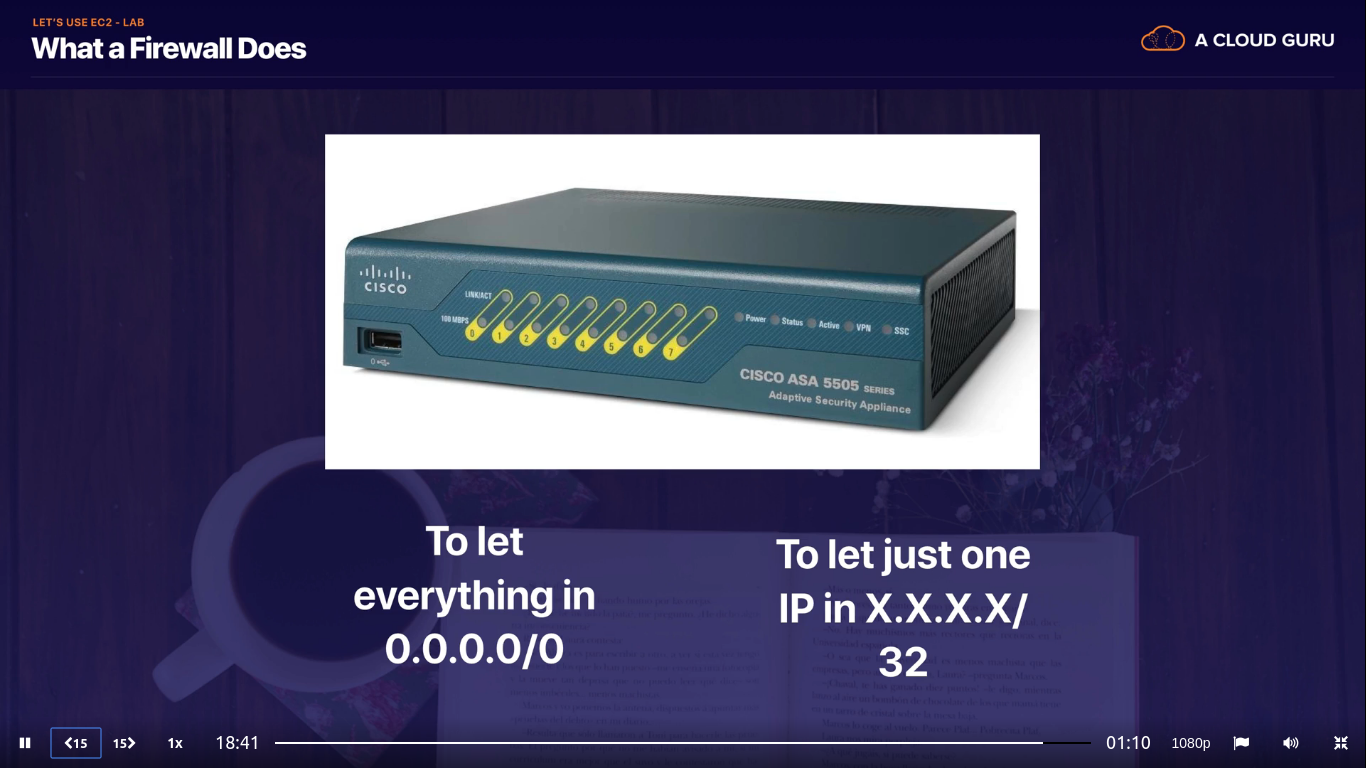 LET'S USE EC2 - LAB
What a Firewall Does
A CLOUD GURU
CISCO
LINK/ACT
100 MBPS
0 1 2 3 4 5 6 7
Power Status Active VPN SSC
0
CISCO ASA 5505 SERIES
Adaptive Security Appliance
To let
everything in
0.0.0.0/0
To let just one
IP in X.X.X.X/
32
15 15 1x 18:41 01:10 1080p